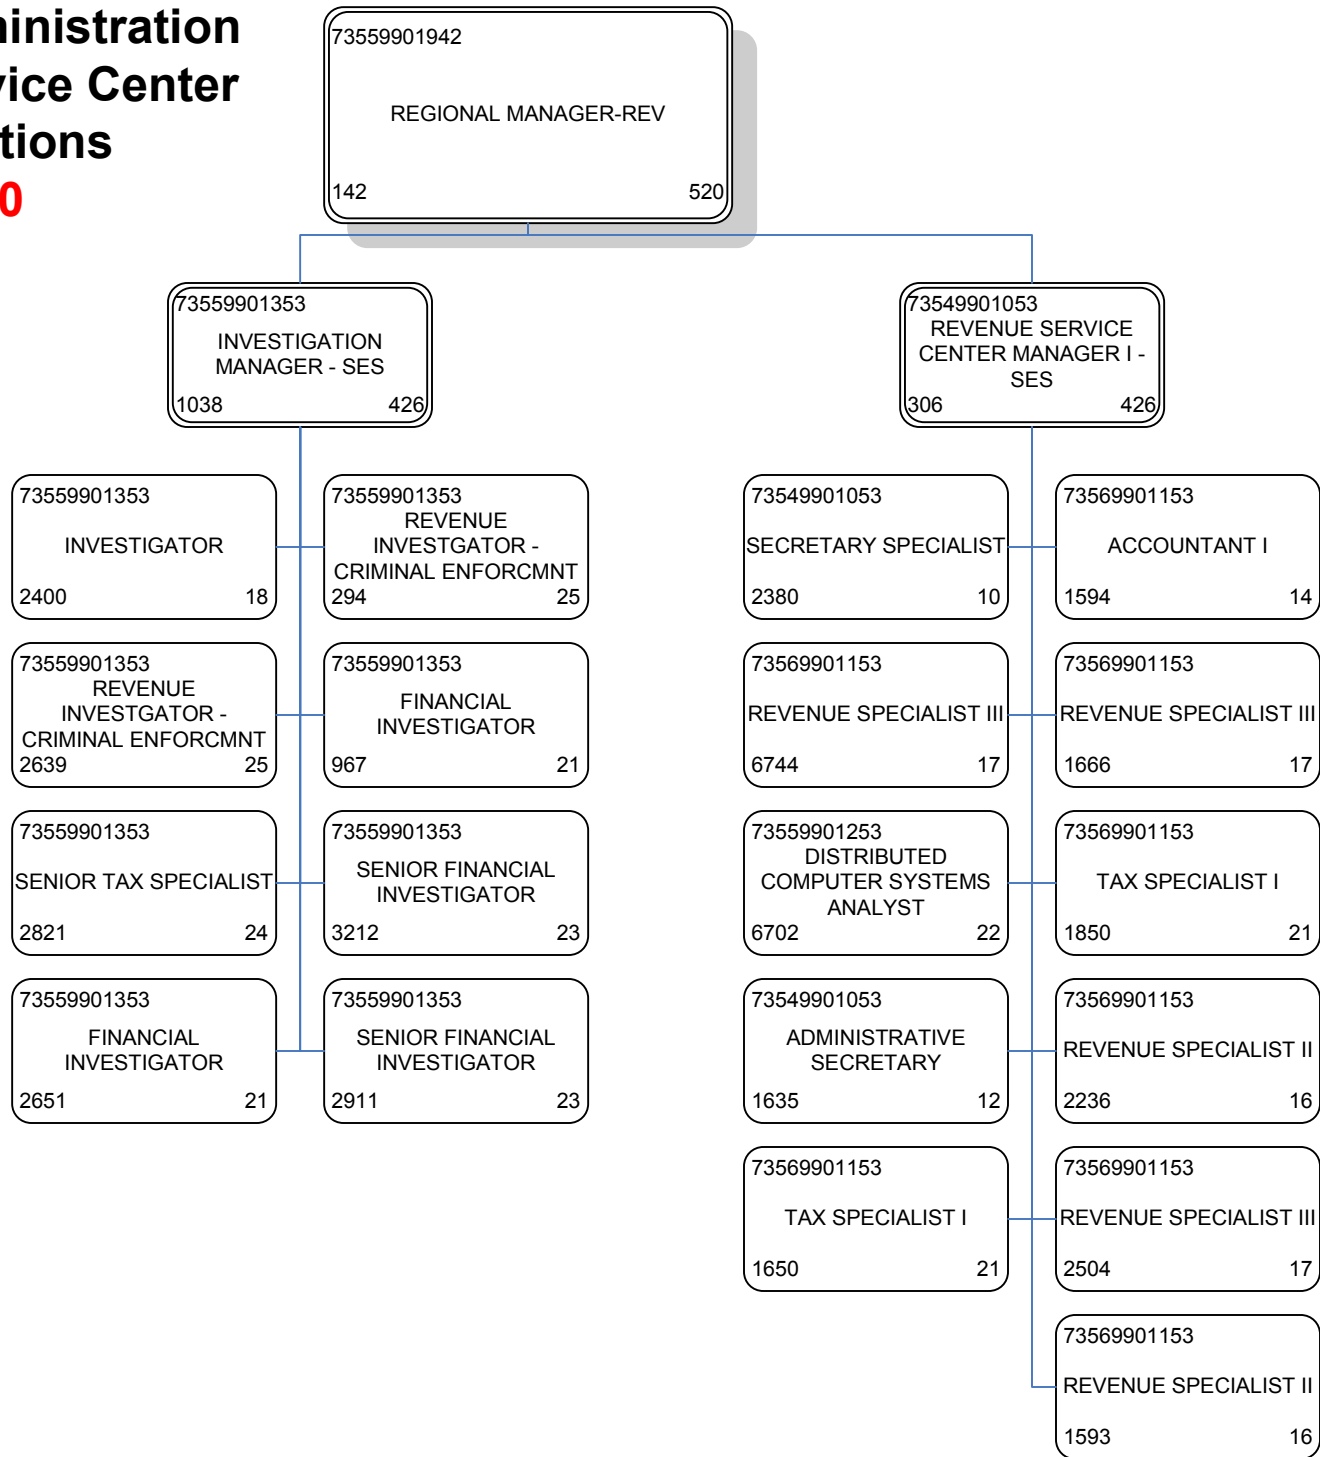 ministration
vice Center
tions
0
73559901942
REGIONAL MANAGER-REV
142 520
73559901353
INVESTIGATION
MANAGER - SES
1038 426
73549901053
REVENUE SERVICE
CENTER MANAGER I -
SES
306 426
73559901353
INVESTIGATOR
2400 18
73559901353
REVENUE
INVESTGATOR -
CRIMINAL ENFORCMNT
294 25
73559901353
REVENUE
INVESTGATOR -
CRIMINAL ENFORCMNT
2639 25
73559901353
FINANCIAL
INVESTIGATOR
967 21
73559901353
SENIOR TAX SPECIALIST
2821 24
73559901353
SENIOR FINANCIAL
INVESTIGATOR
3212 23
73559901353
FINANCIAL
INVESTIGATOR
2651 21
73559901353
SENIOR FINANCIAL
INVESTIGATOR
2911 23
73549901053
SECRETARY SPECIALIST
2380 10
73569901153
ACCOUNTANT I
1594 14
73569901153
REVENUE SPECIALIST III
6744 17
73569901153
REVENUE SPECIALIST III
1666 17
73559901253
DISTRIBUTED
COMPUTER SYSTEMS
ANALYST
6702 22
73569901153
TAX SPECIALIST I
1850 21
73549901053
ADMINISTRATIVE
SECRETARY
1635 12
73569901153
REVENUE SPECIALIST II
2236 16
73569901153
TAX SPECIALIST I
1650 21
73569901153
REVENUE SPECIALIST III
2504 17
73569901153
REVENUE SPECIALIST II
1593 16